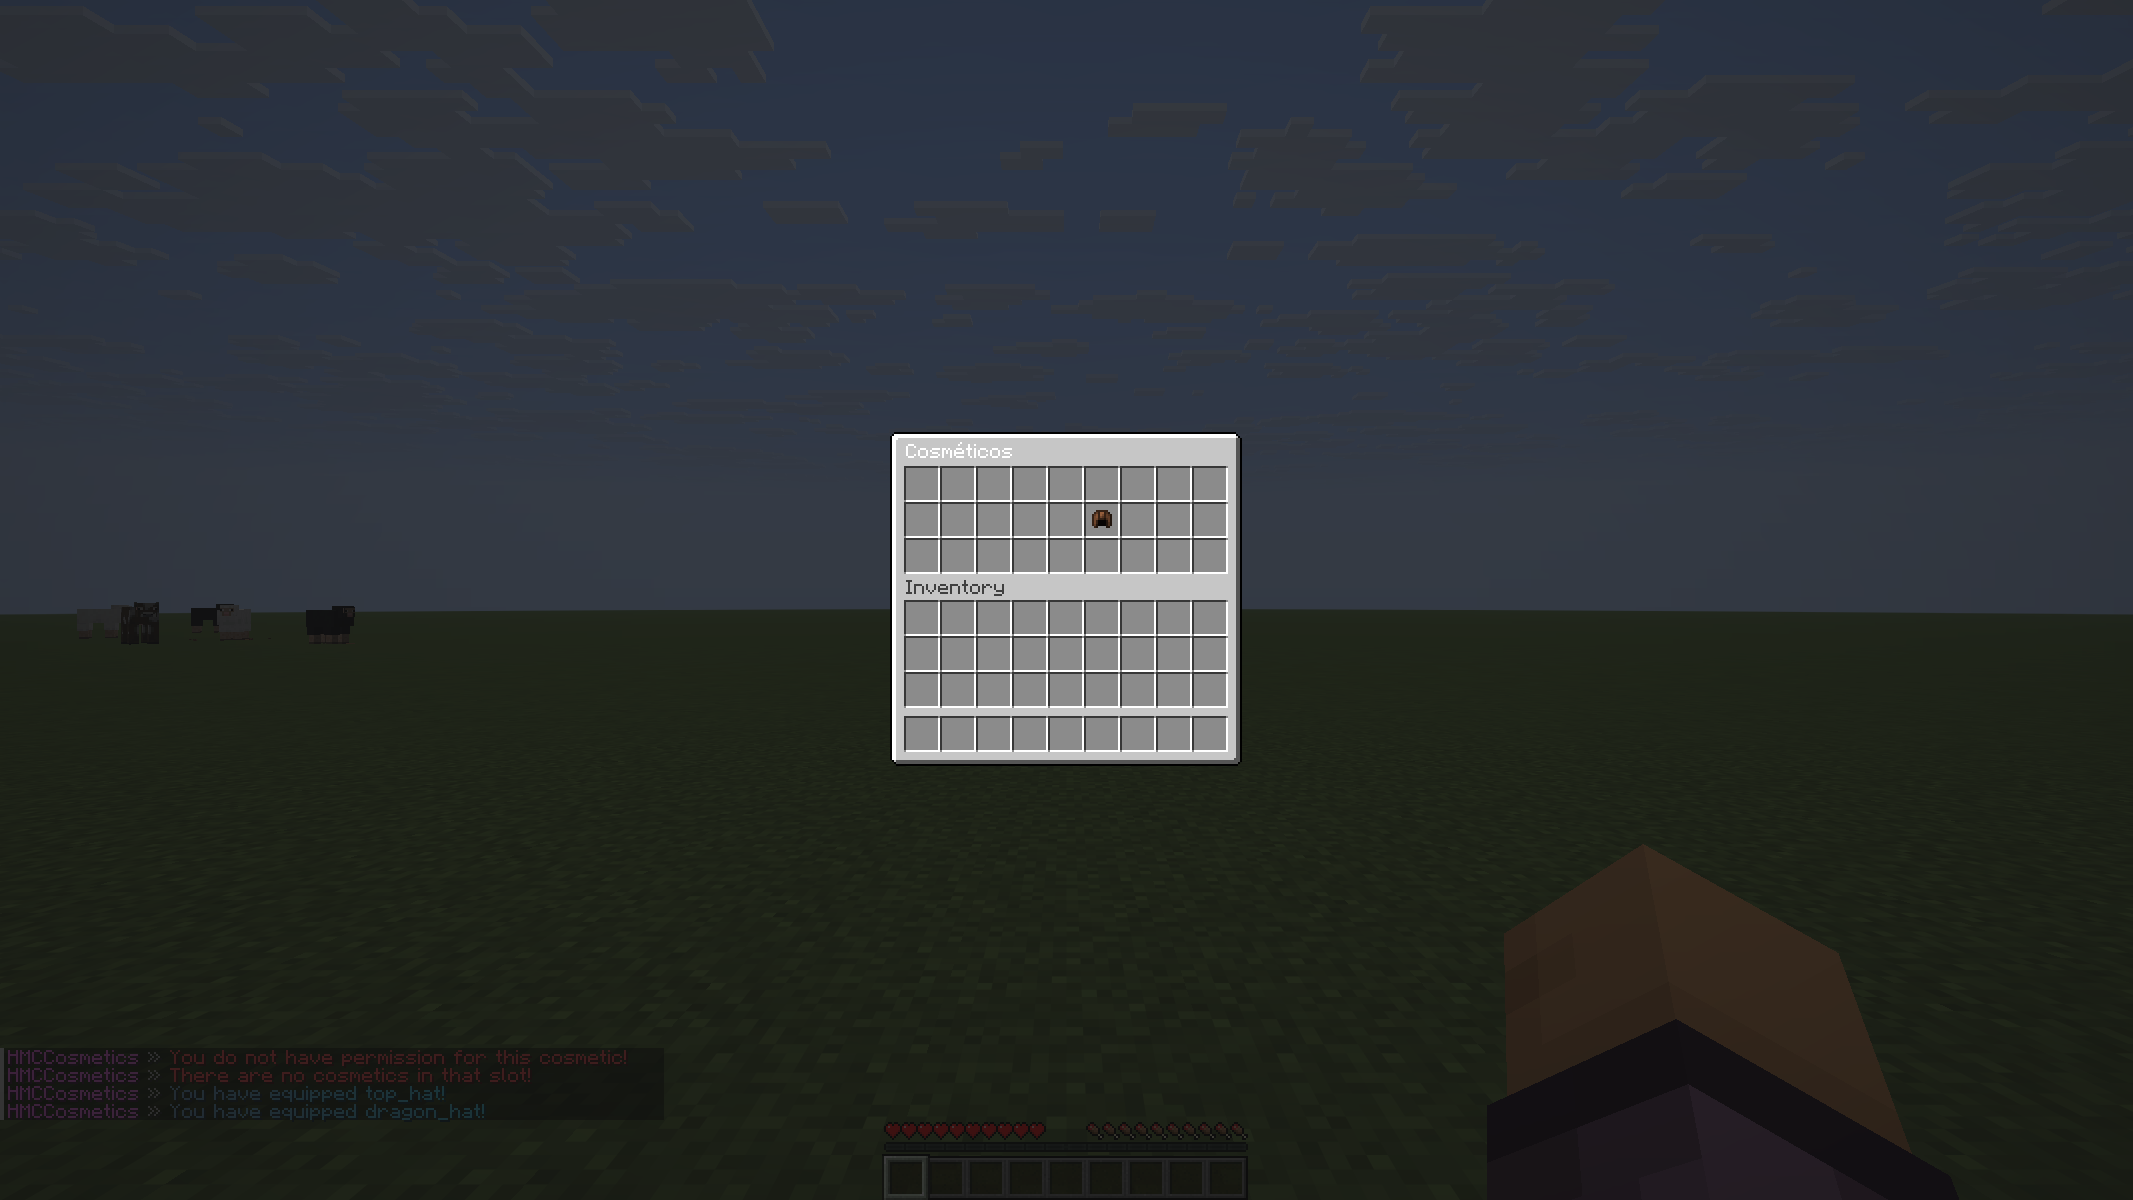 Cosméticos
Inventory
HMCCosmetics » You do not have permission for this cosmetic!
HMCCosmetics » There are no cosmetics in that slot!
HMCCosmetics » You have equipped top_hat!
HMCCosmetics » You have equipped dragon_hat!